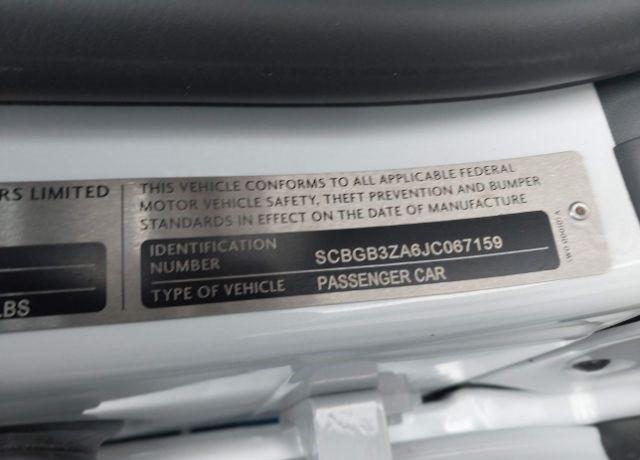 RS LIMITED
THIS VEHICLE CONFORMS TO ALL APPLICABLE FEDERAL
MOTOR VEHICLE SAFETY, THEFT PREVENTION AND BUMPER
STANDARDS IN EFFECT ON THE DATE OF MANUFACTURE
IDENTIFICATION
NUMBER
SCBGB3ZA6JC067159
TYPE OF VEHICLE
PASSENGER CAR
LBS